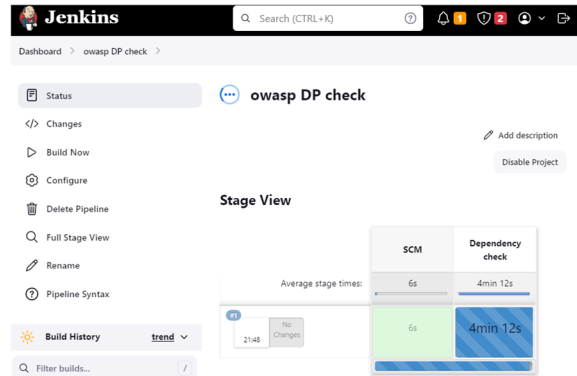 Jenkins
Search (CTRL+K)
?
1
2
Dashboard > owasp DP check >
Status
</> Changes
Build Now
Configure
Delete Pipeline
Full Stage View
Rename
? Pipeline Syntax
Build History trend
Filter builds... /
owasp DP check
Add description
Disable Project
Stage View
SCM
Dependency
check
Average stage times:
6s
4min 12s
#1
21:48
No
Changes
6s
4min 12s